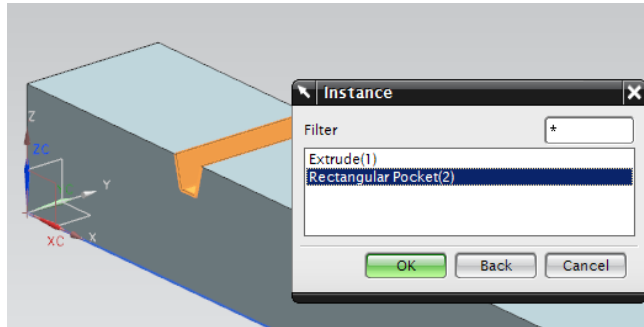 Instance
Filter
*
Extrude(1)
Rectangular Pocket(2)
OK
Back
Cancel
Z
ZC
Y
X
XC